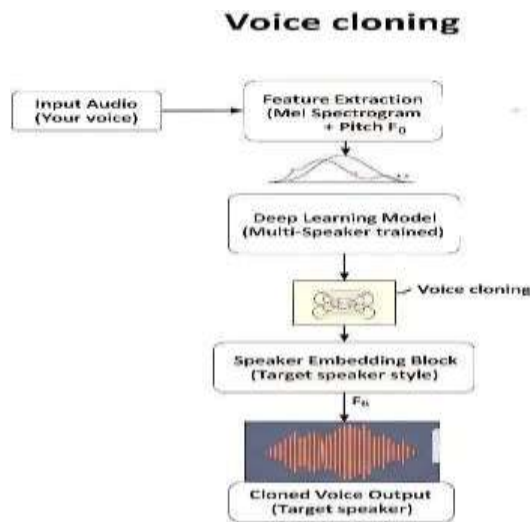 Voice cloning
Input Audio
(Your voice)
Feature Extraction
(Mel Spectrogram
+ Pitch F₀
Deep Learning Model
(Multi-Speaker trained)
Voice cloning
Speaker Embedding Block
(Target speaker style)
F₀
Cloned Voice Output
(Target speaker)